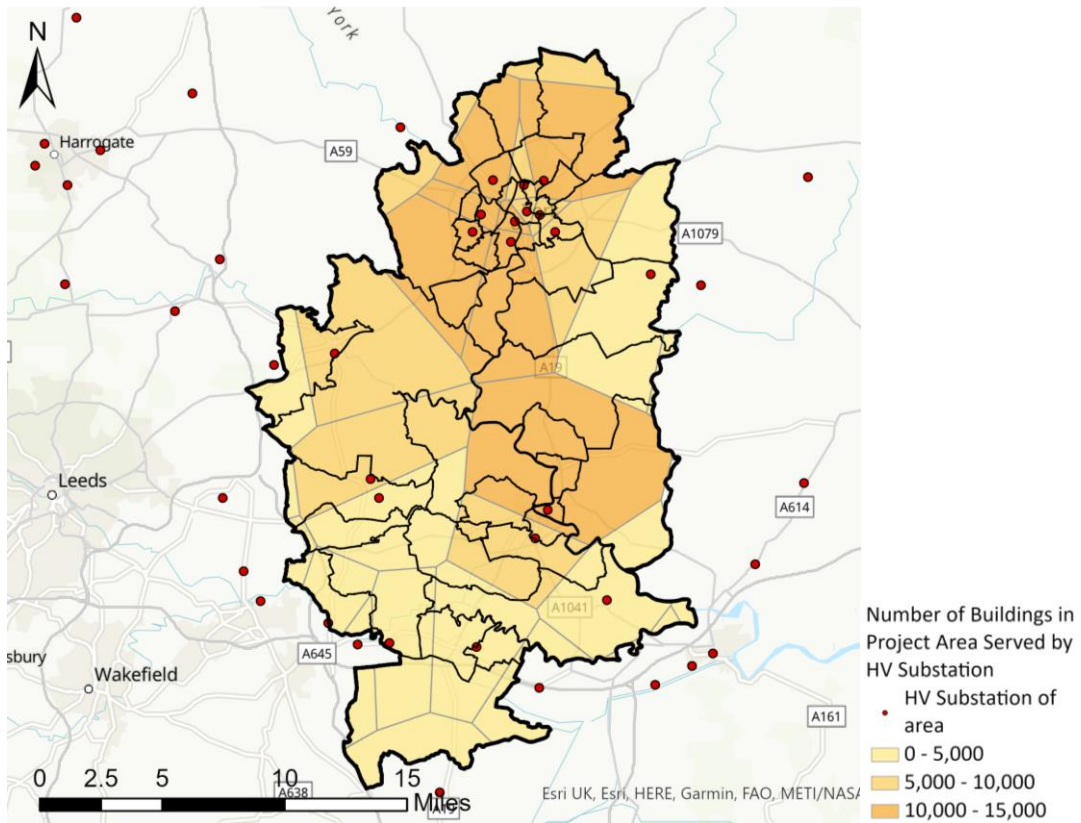 N
York
Harrogate
A59
A1079
A19
Leeds
A614
A1041
A645
sbury
Wakefield
A161
0 2.5 5 10 15
Miles
A638
A19
Esri UK, Esri, HERE, Garmin, FAO, METI/NASA
Number of Buildings in
Project Area Served by
HV Substation
HV Substation of
area
0 - 5,000
5,000 - 10,000
10,000 - 15,000